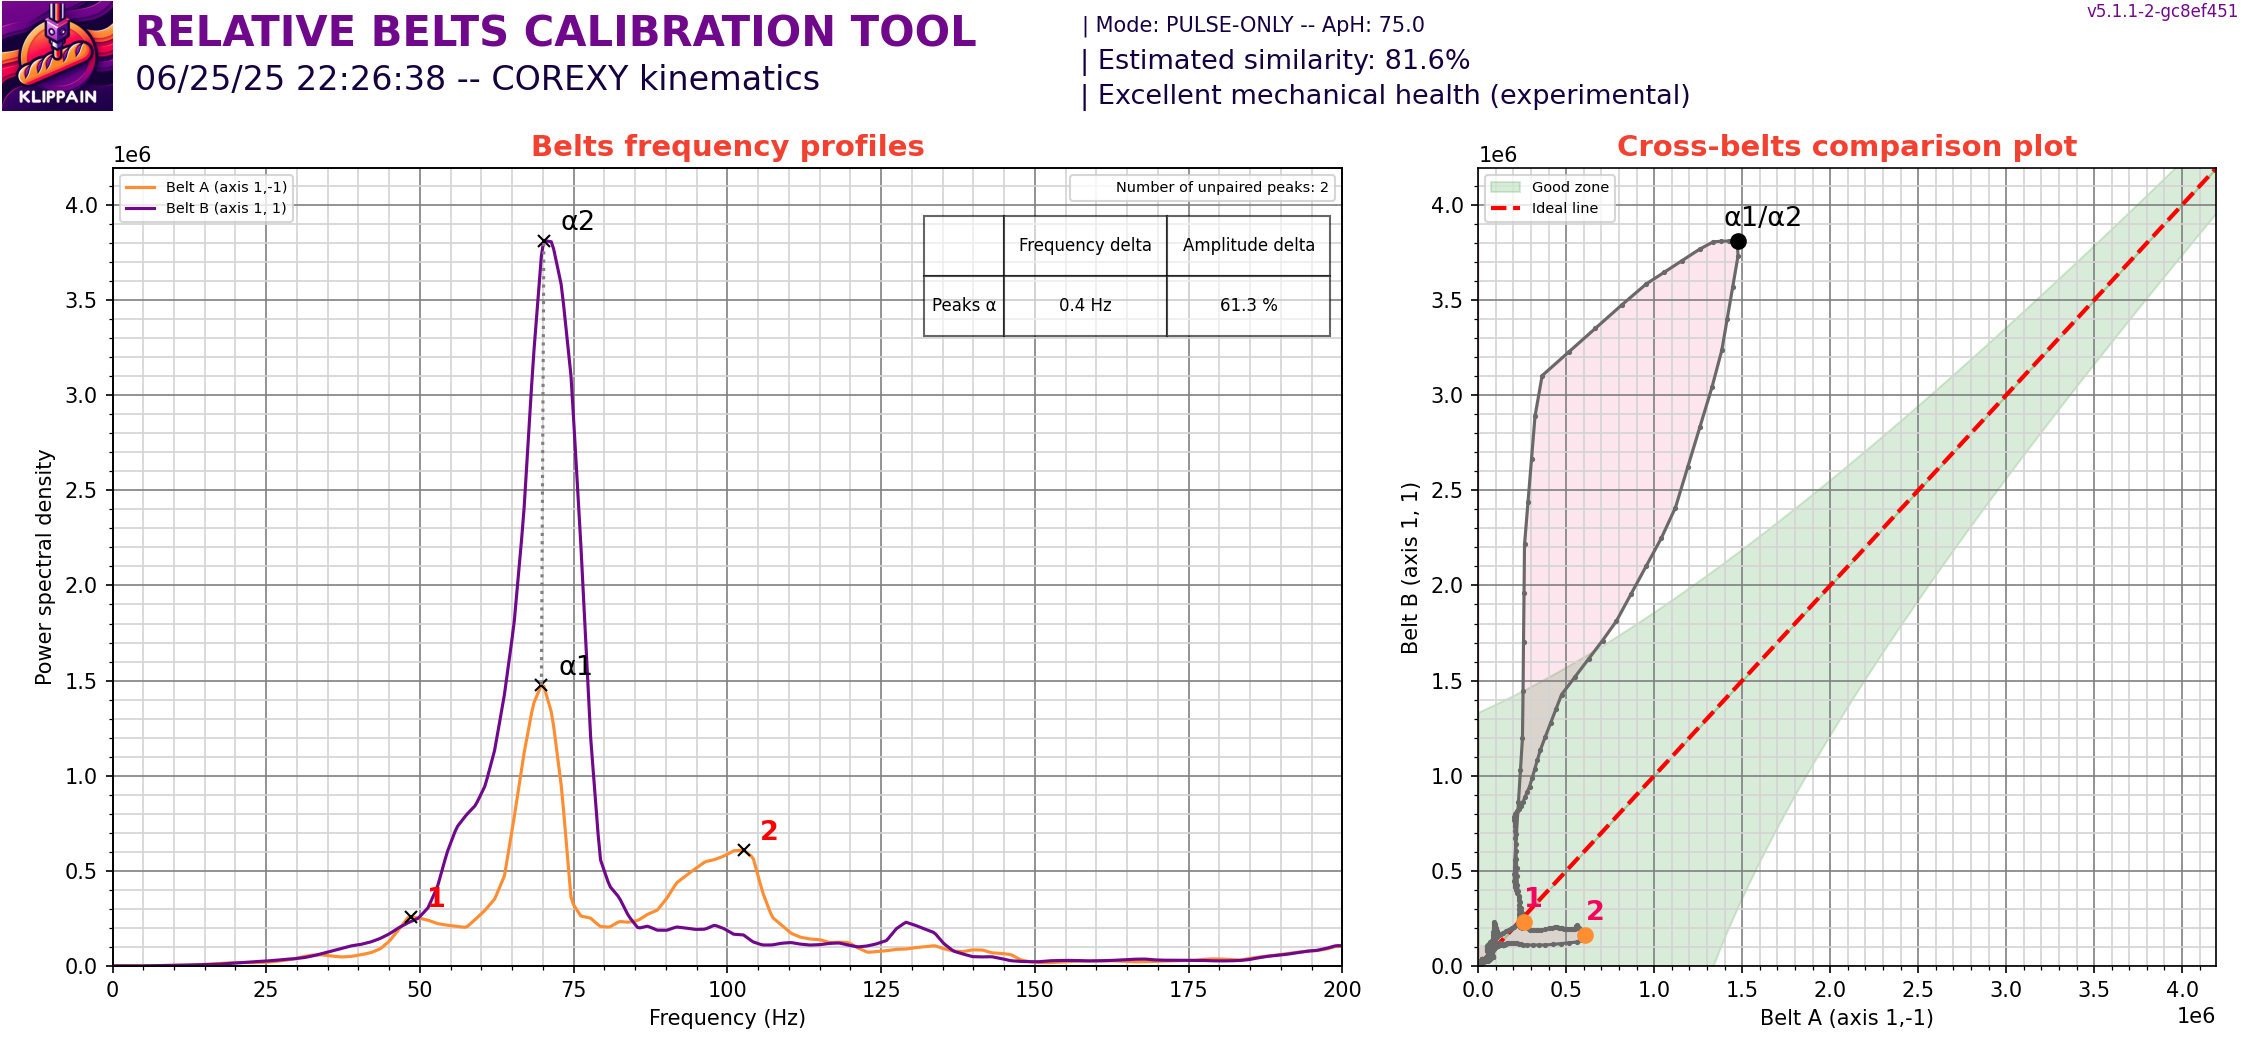 KLIPPAIN
RELATIVE BELTS CALIBRATION TOOL
06/25/25 22:26:38 -- COREXY kinematics
| Mode: PULSE-ONLY -- ApH: 75.0
| Estimated similarity: 81.6%
| Excellent mechanical health (experimental)
v5.1.1-2-gc8ef451
Belts frequency profiles
1e6
Belt A (axis 1,-1)
Belt B (axis 1, 1)
Number of unpaired peaks: 2
Frequency delta Amplitude delta
Peaks α 0.4 Hz 61.3 %
α2
α1
1
2
4.0
3.5
3.0
2.5
2.0
1.5
1.0
0.5
0.0
Power spectral density
0 25 50 75 100 125 150 175 200
Frequency (Hz)
Cross-belts comparison plot
1e6
Good zone
Ideal line
α1/α2
1
2
4.0
3.5
3.0
2.5
2.0
1.5
1.0
0.5
0.0
Belt B (axis 1, 1)
0.0 0.5 1.0 1.5 2.0 2.5 3.0 3.5 4.0
Belt A (axis 1,-1)
1e6